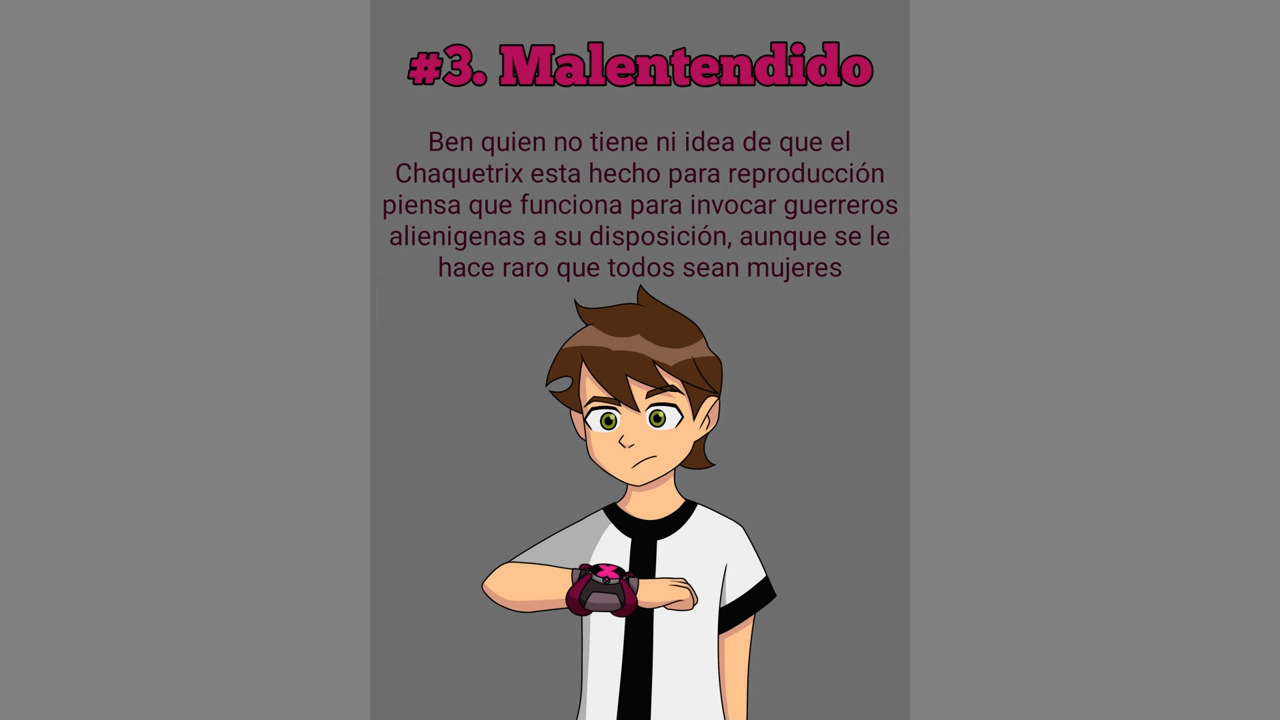 #3. Malentendido
Ben quien no tiene ni idea de que el
Chaquetrix esta hecho para reproducción
piensa que funciona para invocar guerreros
alienigenas a su disposición, aunque se le
hace raro que todos sean mujeres